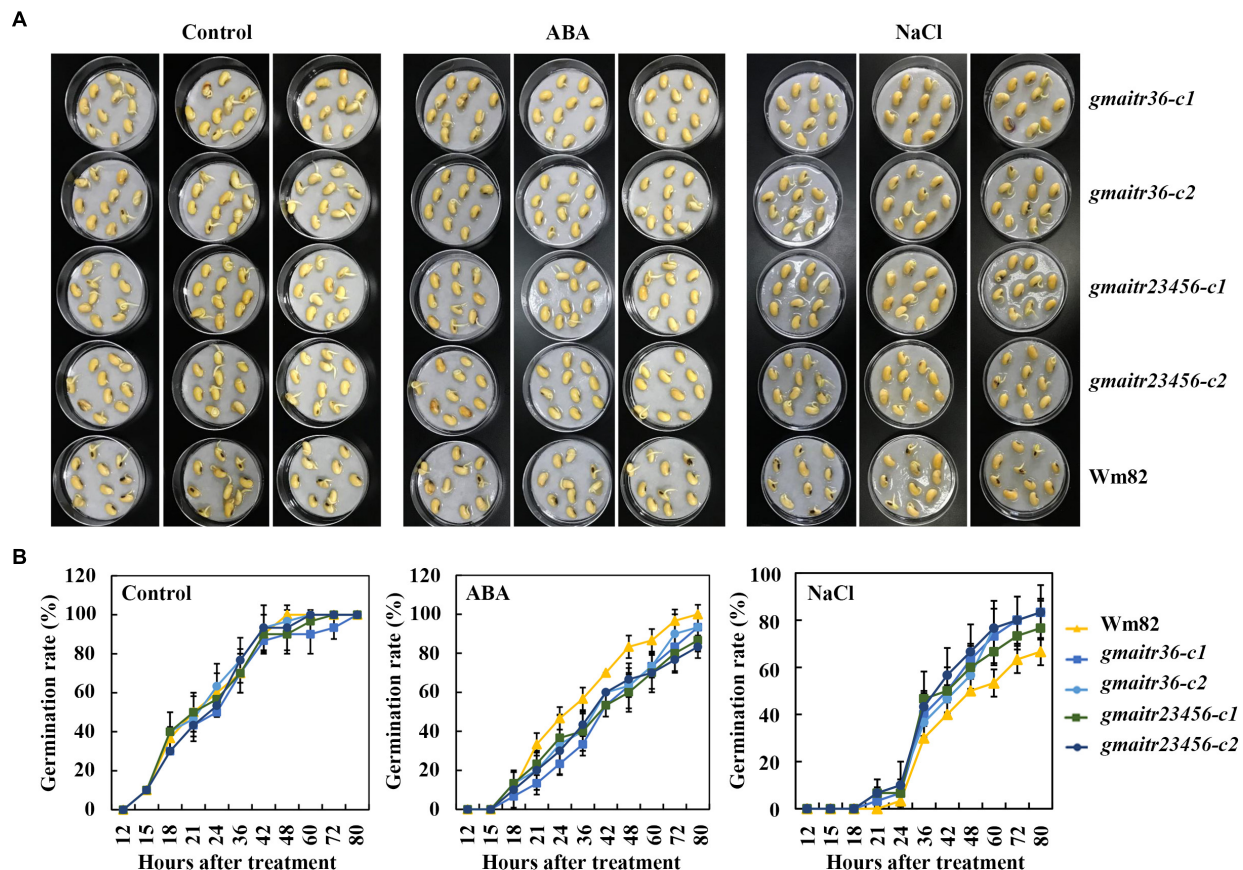 A
Control ABA NaCl
gmaitr36-c1
gmaitr36-c2
gmaitr23456-c1
gmaitr23456-c2
Wm82
B
Control
Germination rate (%)
120
100
80
60
40
20
0
12 15 18 21 24 36 42 48 60 72 80
Hours after treatment
ABA
Germination rate (%)
120
100
80
60
40
20
0
12 15 18 21 24 36 42 48 60 72 80
Hours after treatment
NaCl
Germination rate (%)
100
80
60
40
20
0
12 15 18 21 24 36 42 48 60 72 80
Hours after treatment
Wm82
gmaitr36-c1
gmaitr36-c2
gmaitr23456-c1
gmaitr23456-c2